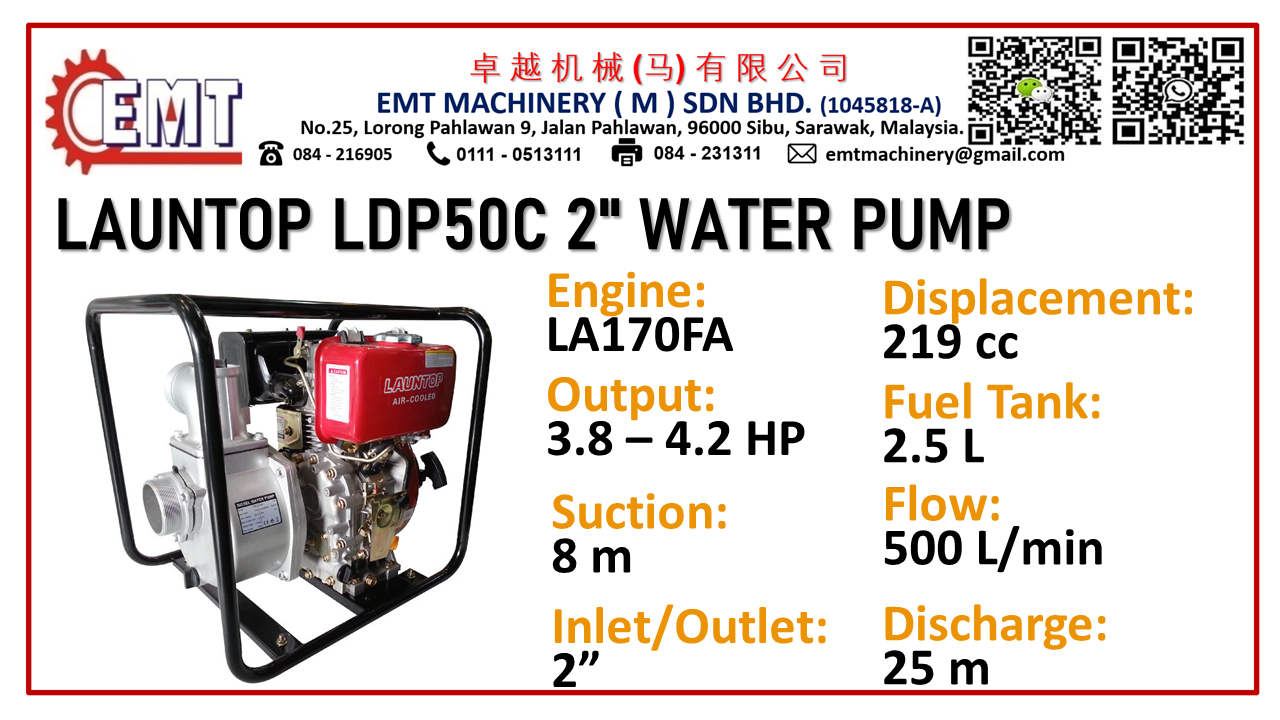 EMT
卓越机械(马)有限公司
EMT MACHINERY ( M ) SDN BHD. (1045818-A)
No.25, Lorong Pahlawan 9, Jalan Pahlawan, 96000 Sibu, Sarawak, Malaysia.
084 - 216905 0111 - 0513111 084 - 231311 emtmachinery@gmail.com
LAUNTOP LDP50C 2" WATER PUMP
LAUNTOP
AIR-COOLED
DIESEL WATER PUMP
Engine:
LA170FA
Output:
3.8 – 4.2 HP
Suction:
8 m
Inlet/Outlet:
2”
Displacement:
219 cc
Fuel Tank:
2.5 L
Flow:
500 L/min
Discharge:
25 m